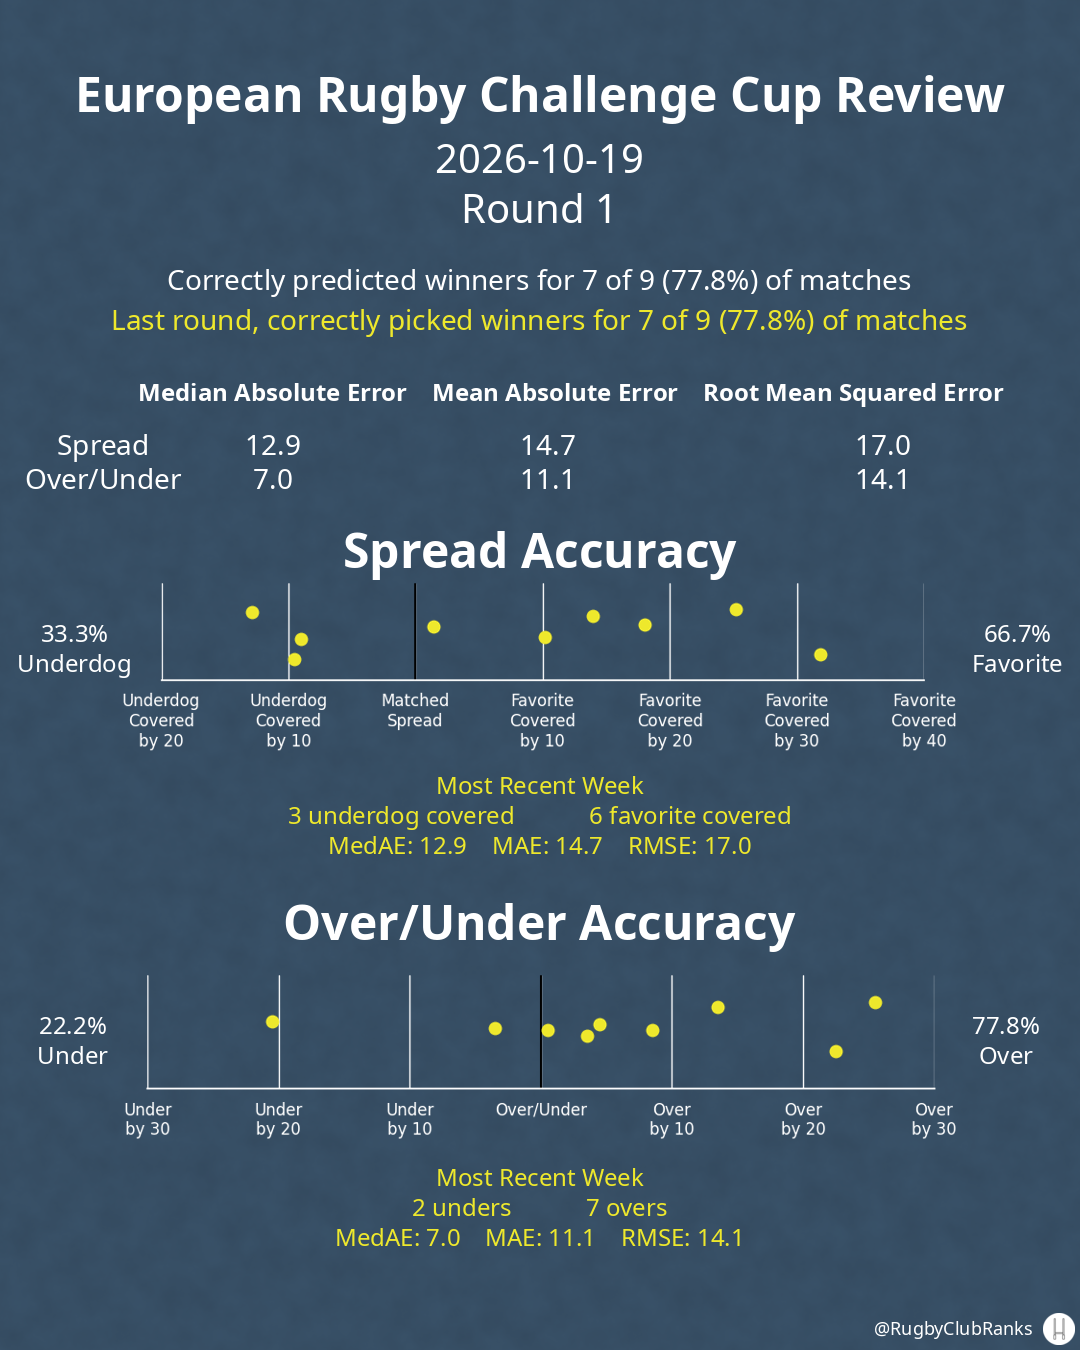 European Rugby Challenge Cup Review
2026-10-19
Round 1
Correctly predicted winners for 7 of 9 (77.8%) of matches
Last round, correctly picked winners for 7 of 9 (77.8%) of matches
Median Absolute Error Mean Absolute Error Root Mean Squared Error
Spread 12.9 14.7 17.0
Over/Under 7.0 11.1 14.1
Spread Accuracy
33.3%
Underdog
66.7%
Favorite
Underdog Underdog Matched Favorite Favorite Favorite Favorite
Covered Covered Spread Covered Covered Covered Covered
by 20 by 10 by 10 by 20 by 30 by 40
Most Recent Week
3 underdog covered 6 favorite covered
MedAE: 12.9 MAE: 14.7 RMSE: 17.0
Over/Under Accuracy
22.2%
Under
77.8%
Over
Under Under Under Over/Under Over Over Over
by 30 by 20 by 10 by 10 by 20 by 30
Most Recent Week
2 unders 7 overs
MedAE: 7.0 MAE: 11.1 RMSE: 14.1
@RugbyClubRanks